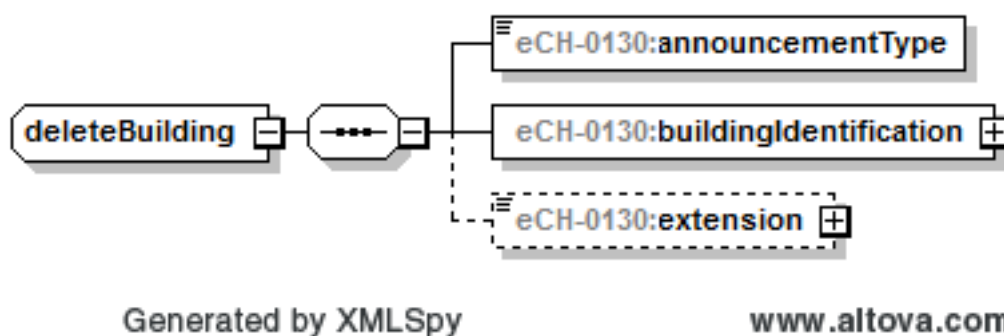 eCH-0130:announcementType
deleteBuilding
eCH-0130:buildingIdentification
eCH-0130:extension
Generated by XMLSpy www.altova.com